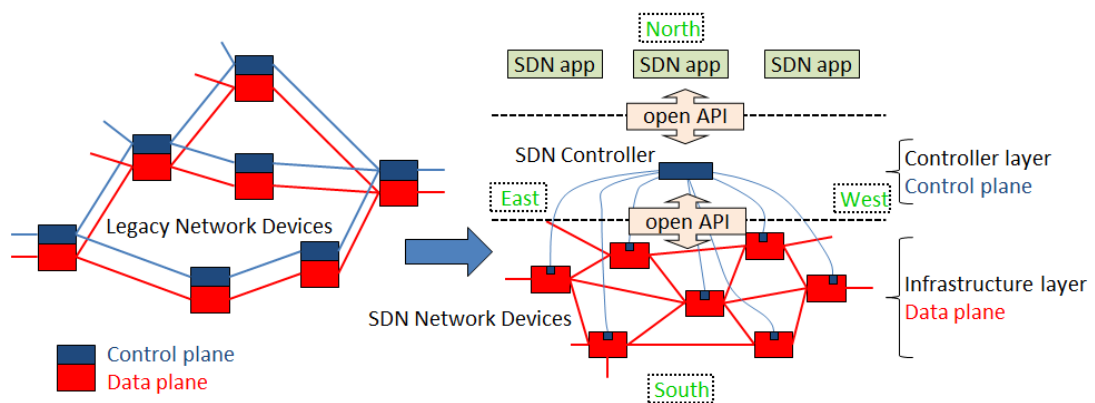 North
SDN app
SDN app
SDN app
open API
SDN Controller
Controller layer
Control plane
East
West
open API
Legacy Network Devices
SDN Network Devices
Infrastructure layer
Data plane
Control plane
Data plane
South